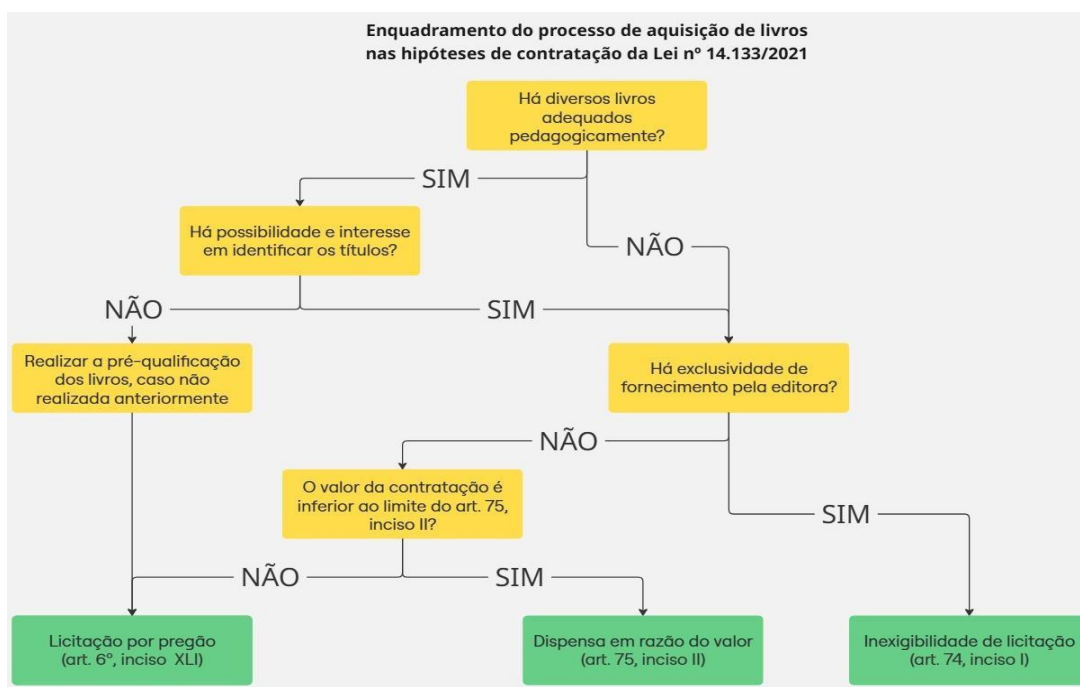 Enquadramento do processo de aquisição de livros
nas hipóteses de contratação da Lei nº 14.133/2021
Há diversos livros
adequados
pedagogicamente?
SIM
Há possibilidade e interesse
em identificar os títulos?
NÃO
NÃO
SIM
Realizar a pré-qualificação
dos livros, caso não
realizada anteriormente
Há exclusividade de
fornecimento pela editora?
NÃO
O valor da contratação é
inferior ao limite do art. 75,
inciso II?
SIM
NÃO
SIM
Licitação por pregão
(art. 6º, inciso XLI)
Dispensa em razão do valor
(art. 75, inciso II)
Inexigibilidade de licitação
(art. 74, inciso I)